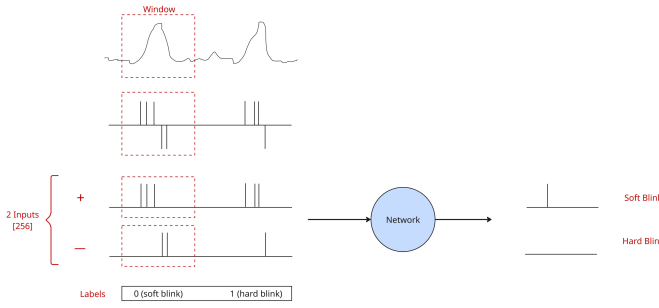 Window
+
2 Inputs
[256]
—
Network
Soft Blinl
Hard Blin
Labels
0 (soft blink)
1 (hard blink)